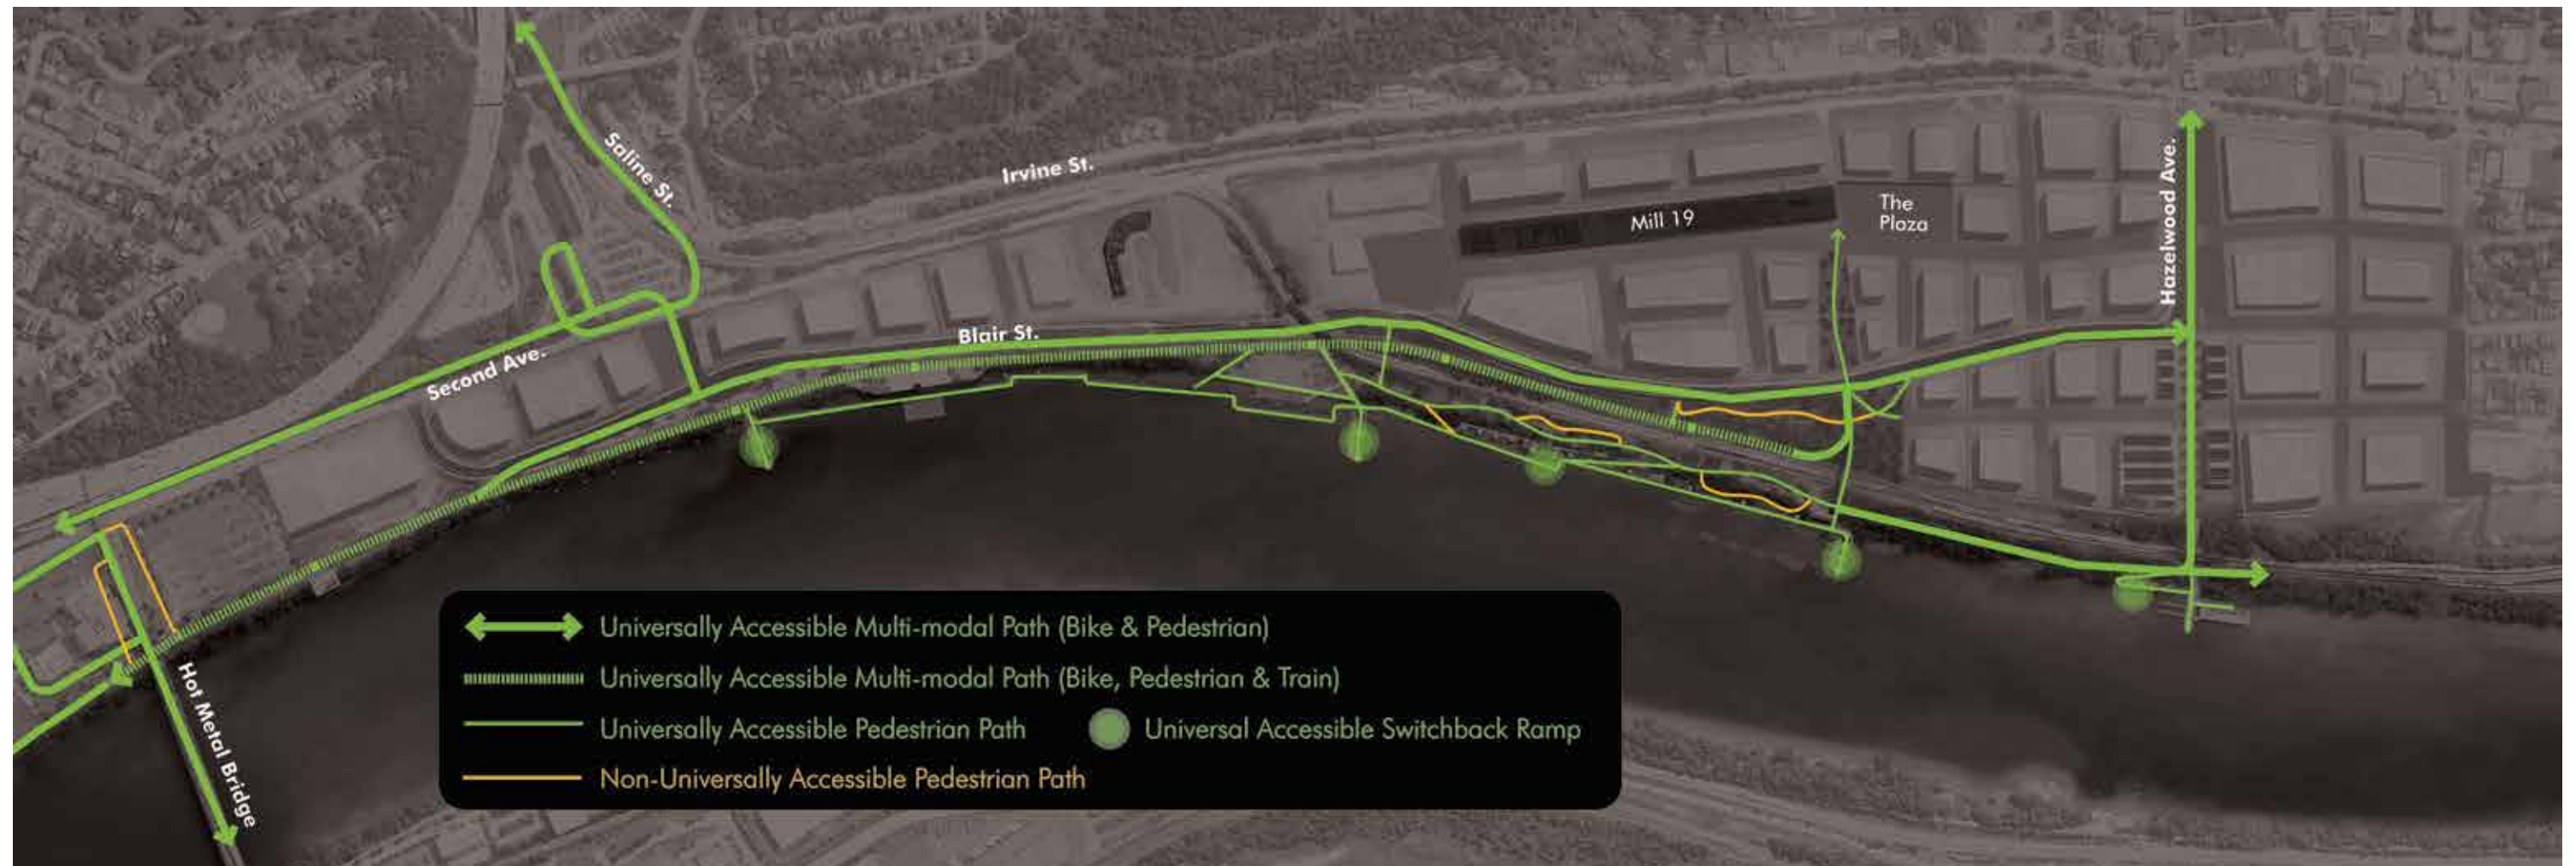 Saline St.
Irvine St.
Hazelwood Ave.
Mill 19
The
Plaza
Second Ave.
Blair St.
Hot Metal Bridge
Universally Accessible Multi-modal Path (Bike & Pedestrian)
Universally Accessible Multi-modal Path (Bike, Pedestrian & Train)
Universally Accessible Pedestrian Path
Universal Accessible Switchback Ramp
Non-Universally Accessible Pedestrian Path